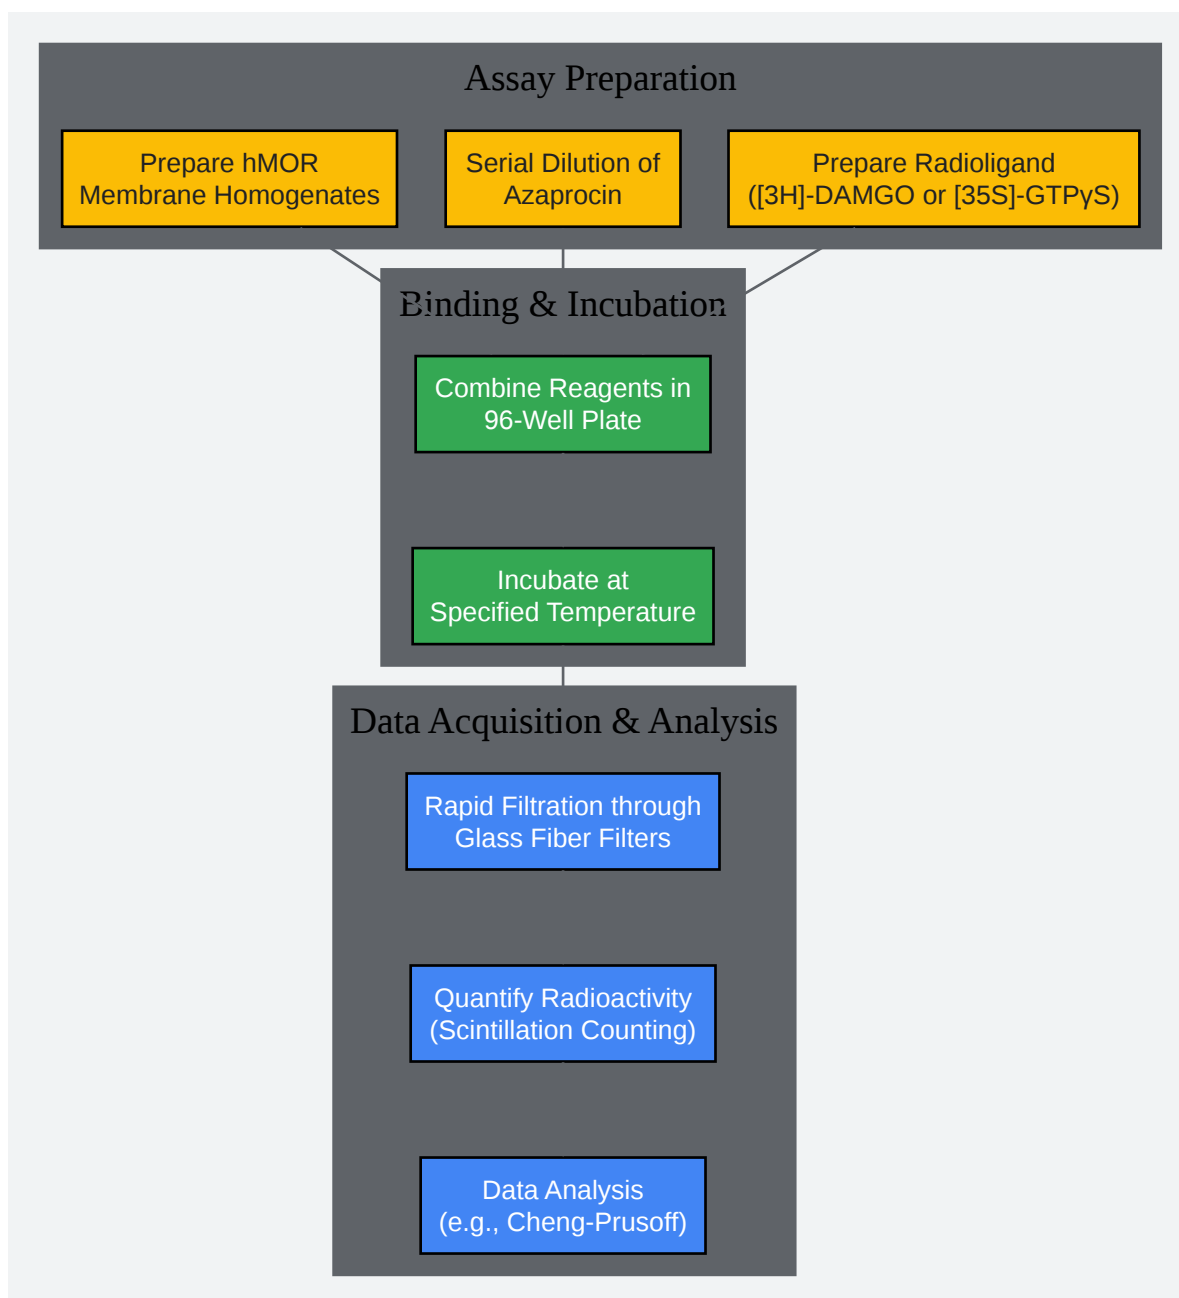 Assay Preparation
Prepare hMOR
Membrane Homogenates
Serial Dilution of
Azaprocin
Prepare Radioligand
([3H]-DAMGO or [35S]-GTPγS)
Binding & Incubation
Combine Reagents in
96-Well Plate
Incubate at
Specified Temperature
Data Acquisition & Analysis
Rapid Filtration through
Glass Fiber Filters
Quantify Radioactivity
(Scintillation Counting)
Data Analysis
(e.g., Cheng-Prusoff)